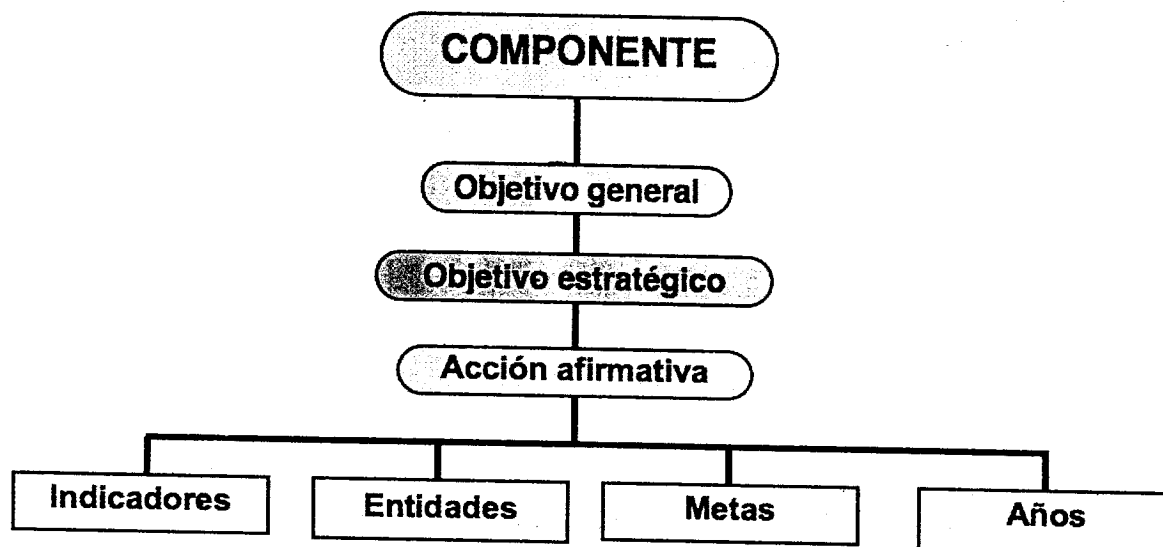 COMPONENTE
Objetivo general
Objetivo estratégico
Acción afirmativa
Indicadores
Entidades
Metas
Años